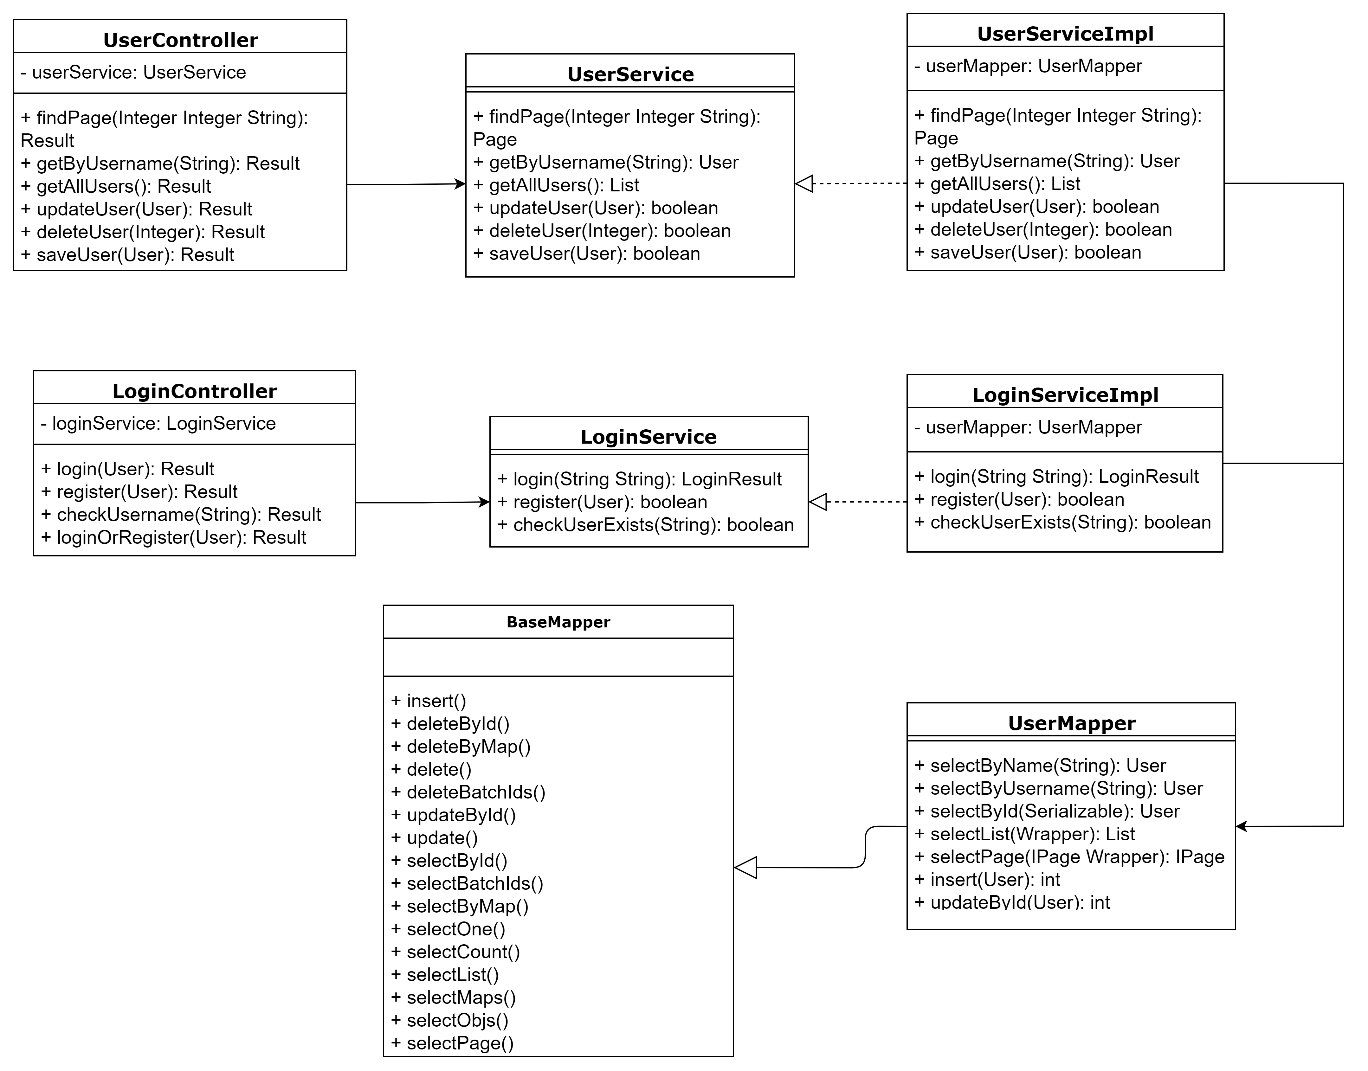 UserController
- userService: UserService
+ findPage(Integer Integer String):
Result
+ getByUsername(String): Result
+ getAllUsers(): Result
+ updateUser(User): Result
+ deleteUser(Integer): Result
+ saveUser(User): Result
UserService
+ findPage(Integer Integer String):
Page
+ getByUsername(String): User
+ getAllUsers(): List
+ updateUser(User): boolean
+ deleteUser(Integer): boolean
+ saveUser(User): boolean
UserServiceImpl
- userMapper: UserMapper
+ findPage(Integer Integer String):
Page
+ getByUsername(String): User
+ getAllUsers(): List
+ updateUser(User): boolean
+ deleteUser(Integer): boolean
+ saveUser(User): boolean
LoginController
- loginService: LoginService
+ login(User): Result
+ register(User): Result
+ checkUsername(String): Result
+ loginOrRegister(User): Result
LoginService
+ login(String String): LoginResult
+ register(User): boolean
+ checkUserExists(String): boolean
LoginServiceImpl
- userMapper: UserMapper
+ login(String String): LoginResult
+ register(User): boolean
+ checkUserExists(String): boolean
BaseMapper
+ insert()
+ deleteById()
+ deleteByMap()
+ delete()
+ deleteBatchIds()
+ updateById()
+ update()
+ selectById()
+ selectBatchIds()
+ selectByMap()
+ selectOne()
+ selectCount()
+ selectList()
+ selectMaps()
+ selectObjs()
+ selectPage()
UserMapper
+ selectByName(String): User
+ selectByUsername(String): User
+ selectById(Serializable): User
+ selectList(Wrapper): List
+ selectPage(IPage Wrapper): IPage
+ insert(User): int
+ updateById(User): int